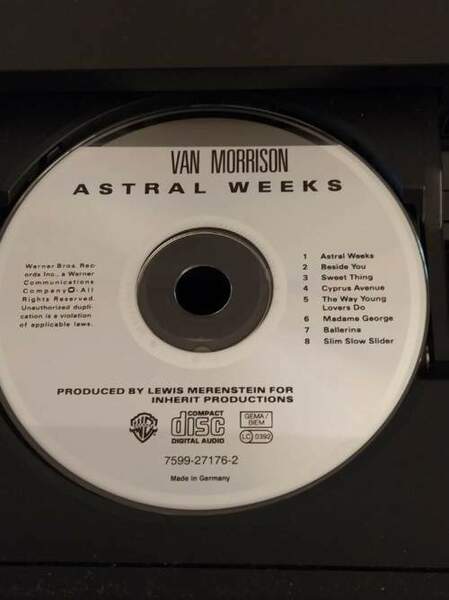 VAN MORRISON
ASTRAL WEEKS
Warner Bros. Rec-
ords Inc., a Warner
Communications
Company O-All
Rights Reserved.
Unauthorized dupli-
cation is a violation
of applicable laws.
1 Astral Weeks
2 Beside You
3 Sweet Thing
4 Cyprus Avenue
5 The Way Young
Lovers Do
6 Madame George
7 Ballerina
8 Slim Slow Slider
PRODUCED BY LEWIS MERENSTEIN FOR
INHERIT PRODUCTIONS
WB
COMPACT
disc
DIGITAL AUDIO
GEMA/
BIEM
LC 0392
7599-27176-2
Made in Germany